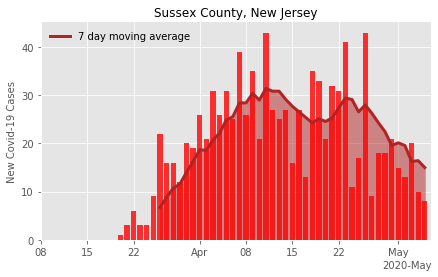 Sussex County, New Jersey
7 day moving average
New Covid-19 Cases
40
30
20
10
0
08
15
22
Apr
08
15
22
May
2020-May